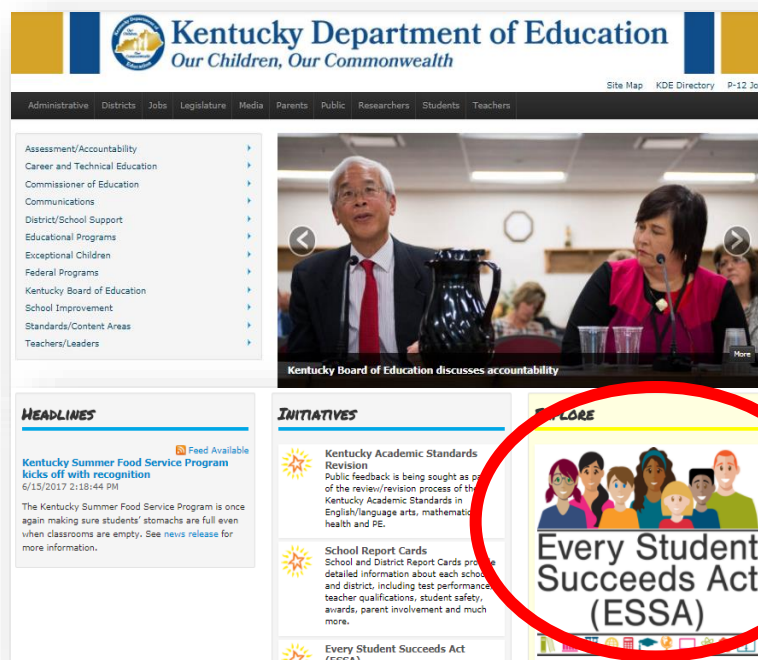 Kentucky Department of Education
Our Children, Our Commonwealth
Site Map KDE Directory P-12 Jo
Administrative Districts Jobs Legislature Media Parents Public Researchers Students Teachers
Assessment/Accountability
Career and Technical Education
Commissioner of Education
Communications
District/School Support
Educational Programs
Exceptional Children
Federal Programs
Kentucky Board of Education
School Improvement
Standards/Content Areas
Teachers/Leaders
More
Kentucky Board of Education discusses accountability
HEADLINES
Feed Available
Kentucky Summer Food Service Program
kicks off with recognition
6/15/2017 2:18:44 PM
The Kentucky Summer Food Service Program is once
again making sure students' stomachs are full even
when classrooms are empty. See news release for
more information.
INITIATIVES
Kentucky Academic Standards
Revision
Public feedback is being sought as
of the review/revision process of the
Kentucky Academic Standards in
English/language arts, mathematic
health and PE.
School Report Cards
School and District Report Cards
detailed information about each schoo
and district, including test performance,
teacher qualifications, student safety,
awards, parent involvement and much
more.
Every Student Succeeds Act
(ESSA)
PLORE
Every Student
Succeeds Act
(ESSA)